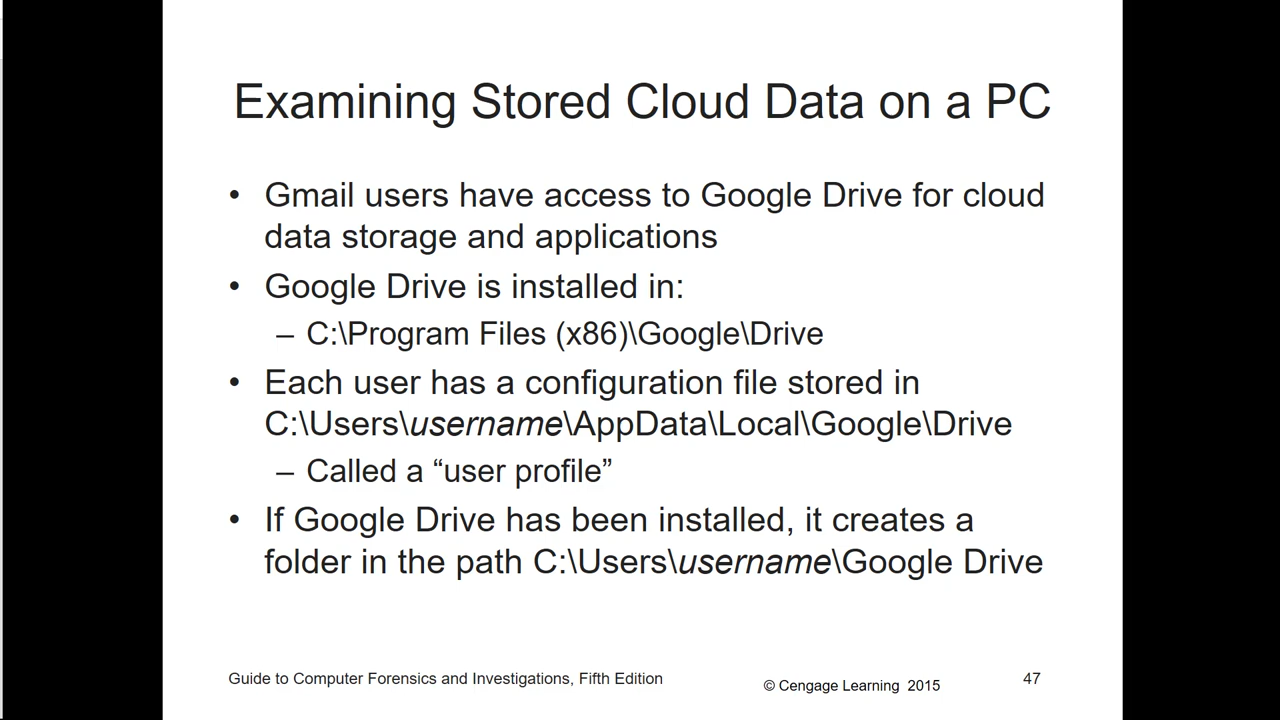 Examining Stored Cloud Data on a PC
• Gmail users have access to Google Drive for cloud
data storage and applications
• Google Drive is installed in:
– C:\Program Files (x86)\Google\Drive
• Each user has a configuration file stored in
C:\Users\username\AppData\Local\Google\Drive
– Called a “user profile”
• If Google Drive has been installed, it creates a
folder in the path C:\Users\username\Google Drive
Guide to Computer Forensics and Investigations, Fifth Edition
© Cengage Learning 2015
47